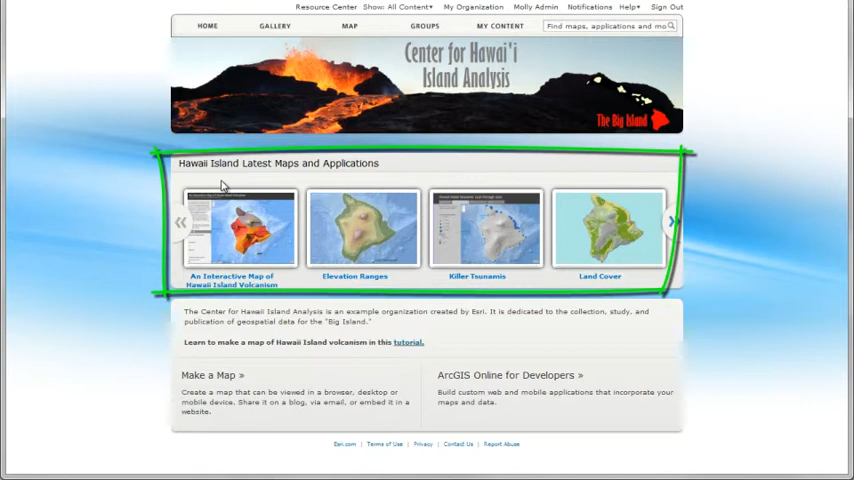 Resource Center Show: All Content▾ My Organization Molly Admin Notifications Help▾ Sign Out
HOME GALLERY MAP GROUPS MY CONTENT Find maps, applications and mo
Center for Hawai'i
Island Analysis
The Big Island
Hawaii Island Latest Maps and Applications
An Interactive Map of
Hawaii Island Volcanism
Elevation Ranges
Killer Tsunamis
Land Cover
The Center for Hawaii Island Analysis is an example organization created by Esri. It is dedicated to the collection, study, and
publication of geospatial data for the "Big Island."
Learn to make a map of Hawaii Island volcanism in this tutorial.
Make a Map »
Create a map that can be viewed in a browser, desktop or
mobile device. Share it on a blog, via email, or embed it in a
website.
ArcGIS Online for Developers »
Build custom web and mobile applications that incorporate your
maps and data.
Esri.com | Terms of Use | Privacy | Contact Us | Report Abuse